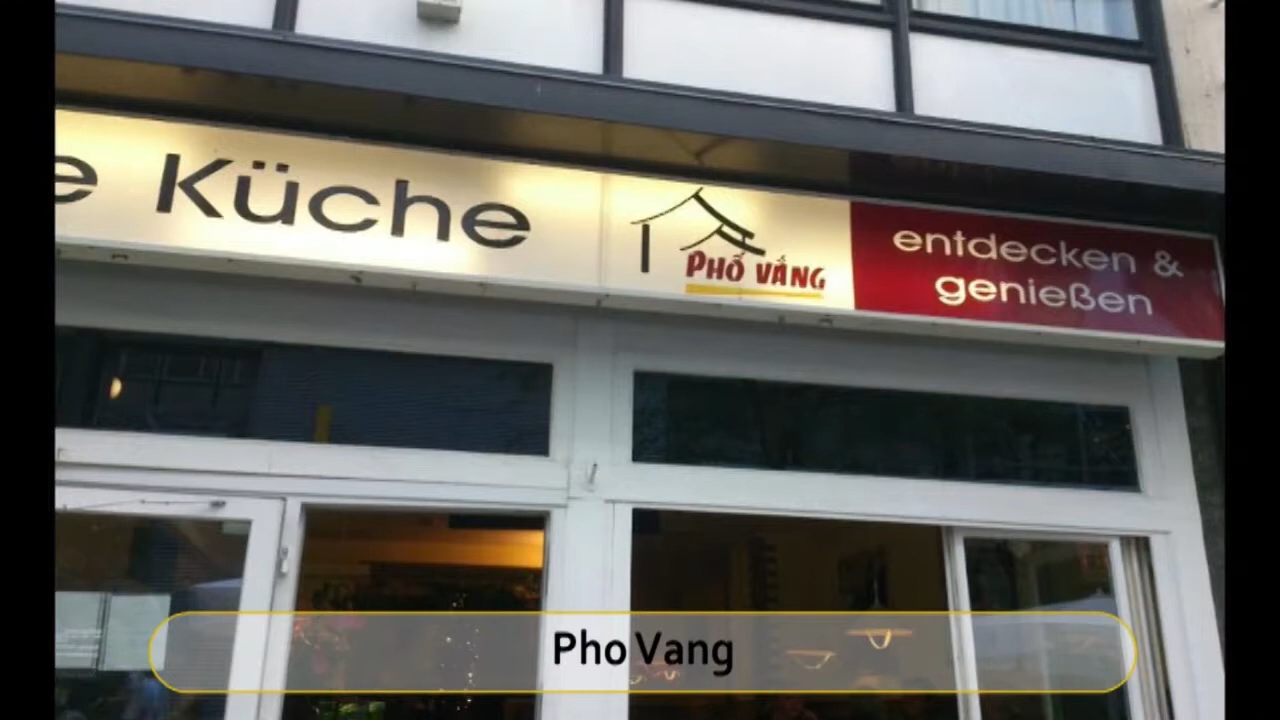 e Küche
PHỐ VẮNG
entdecken &
genießen
Pho Vang